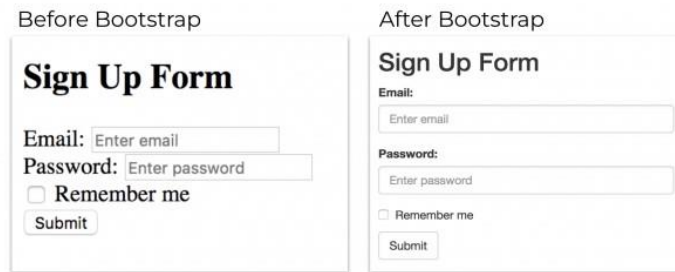 Before Bootstrap
Sign Up Form
Email: Enter email
Password: Enter password
Remember me
Submit
After Bootstrap
Sign Up Form
Email:
Enter email
Password:
Enter password
Remember me
Submit